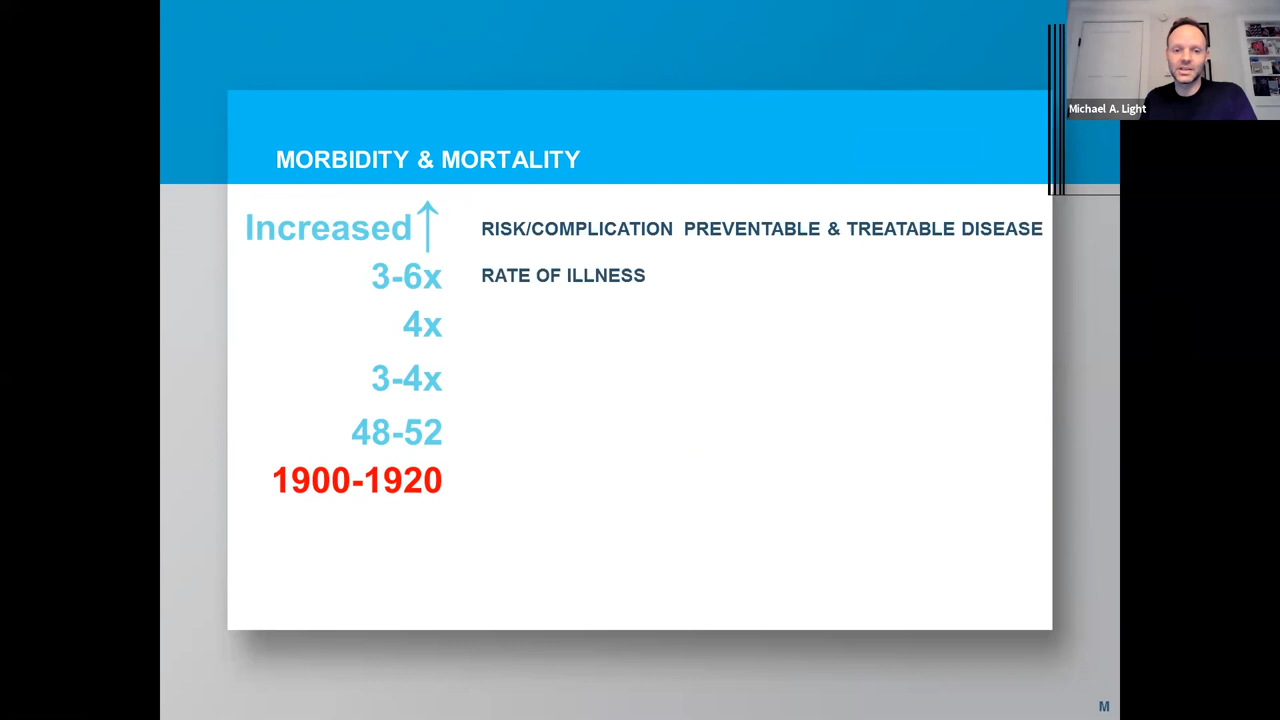 Michael A. Light
MORBIDITY & MORTALITY
Increased↑ RISK/COMPLICATION PREVENTABLE & TREATABLE DISEASE
3-6x RATE OF ILLNESS
4x
3-4x
48-52
1900-1920
M